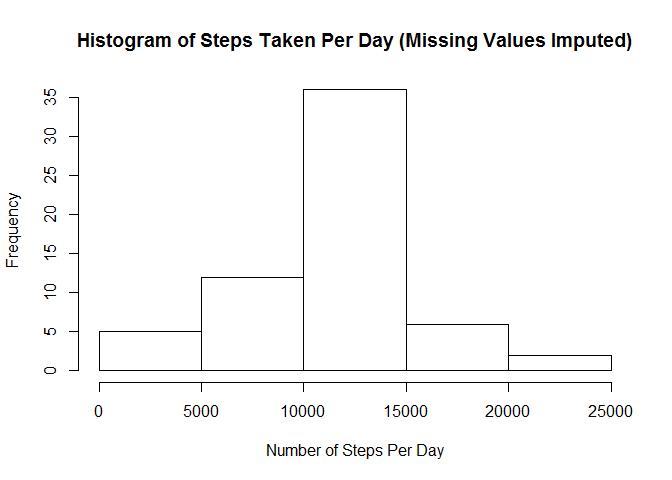 Histogram of Steps Taken Per Day (Missing Values Imputed)
35
30
25
20
15
10
5
0
Frequency
0 5000 10000 15000 20000 25000
Number of Steps Per Day